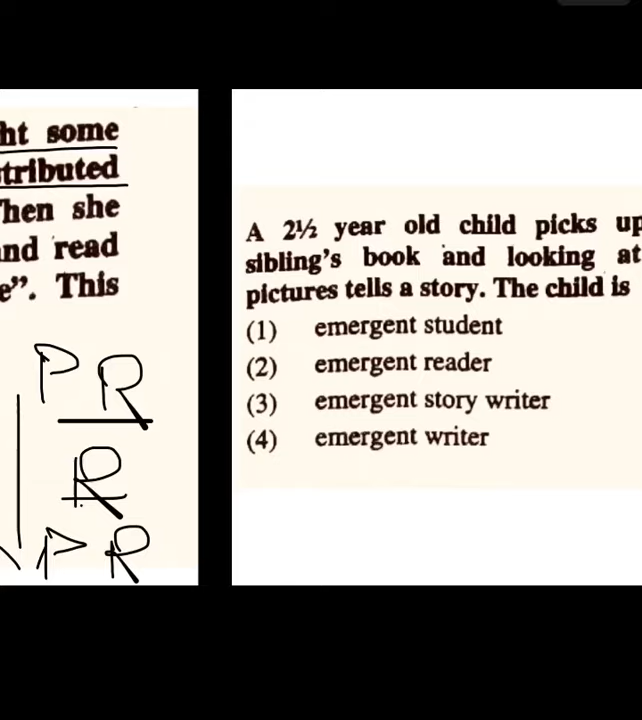 ht some
tributed
hen she
nd read
e”. This
P R
R
P R
A 2½ year old child picks up
sibling’s book and looking at
pictures tells a story. The child is
(1) emergent student
(2) emergent reader
(3) emergent story writer
(4) emergent writer